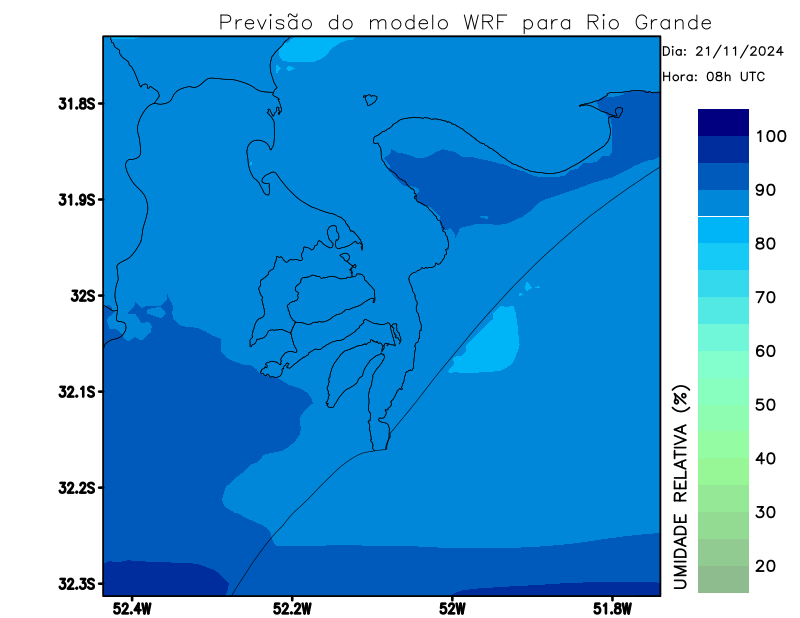 Previsão do modelo WRF para Rio Grande
Dia: 21/11/2024
Hora: 08h UTC
31.8S
31.9S
32S
32.1S
32.2S
32.3S
52.4W
52.2W
52W
51.8W
100
90
80
70
60
50
40
30
20
UMIDADE RELATIVA (%)